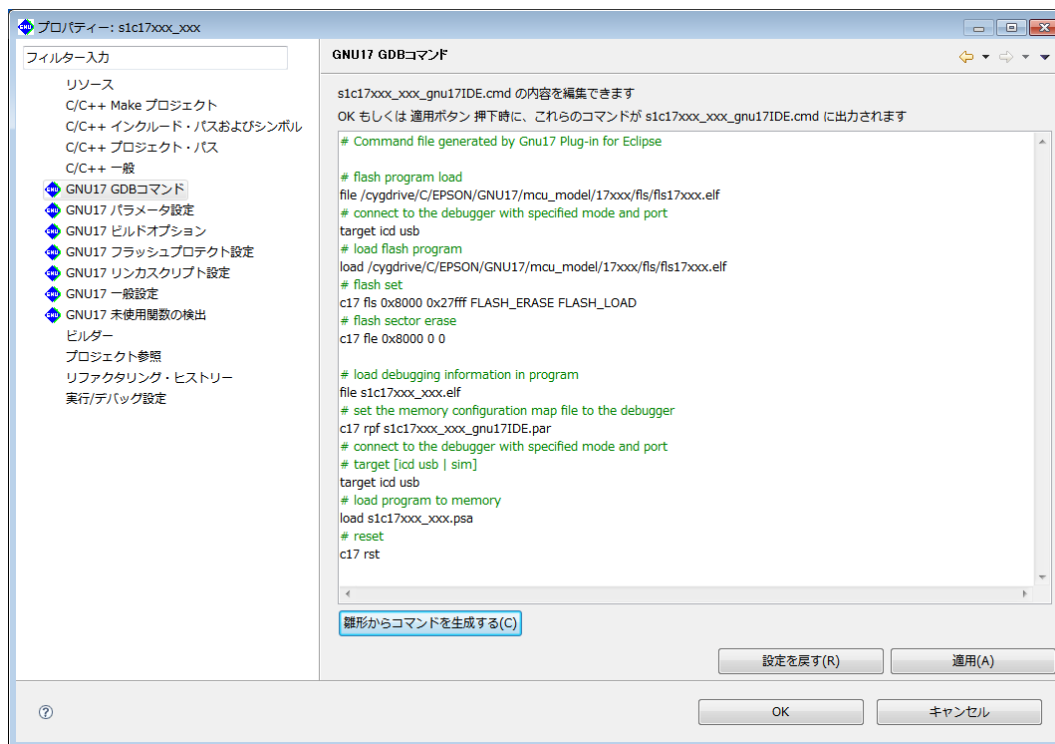 プロパティー: s1c17xxx_xxx
フィルター入力
リソース
C/C++ Make プロジェクト
C/C++ インクルード・パスおよびシンボル
C/C++ プロジェクト・パス
C/C++ 一般
GNU17 GDBコマンド
GNU17 パラメータ設定
GNU17 ビルドオプション
GNU17 フラッシュプロテクト設定
GNU17 リンカスクリプト設定
GNU17 一般設定
GNU17 未使用関数の検出
ビルダー
プロジェクト参照
リファクタリング・ヒストリー
実行/デバッグ設定
GNU17 GDBコマンド
s1c17xxx_xxx_gnu17IDE.cmd の内容を編集できます
OK もしくは 適用ボタン 押下時に、これらのコマンドが s1c17xxx_xxx_gnu17IDE.cmd に出力されます
# Command file generated by Gnu17 Plug-in for Eclipse
# flash program load
file /cygdrive/C/EPSON/GNU17/mcu_model/17xxx/fls/fls17xxx.elf
# connect to the debugger with specified mode and port
target icd usb
# load flash program
load /cygdrive/C/EPSON/GNU17/mcu_model/17xxx/fls/fls17xxx.elf
# flash set
c17 fls 0x8000 0x27fff FLASH_ERASE FLASH_LOAD
# flash sector erase
c17 fle 0x8000 0 0
# load debugging information in program
file s1c17xxx_xxx.elf
# set the memory configuration map file to the debugger
c17 rpf s1c17xxx_xxx_gnu17IDE.par
# connect to the debugger with specified mode and port
# target [icd usb | sim]
target icd usb
# load program to memory
load s1c17xxx_xxx.psa
# reset
c17 rst
雛形からコマンドを生成する(C)
設定を戻す(R)
適用(A)
OK
キャンセル